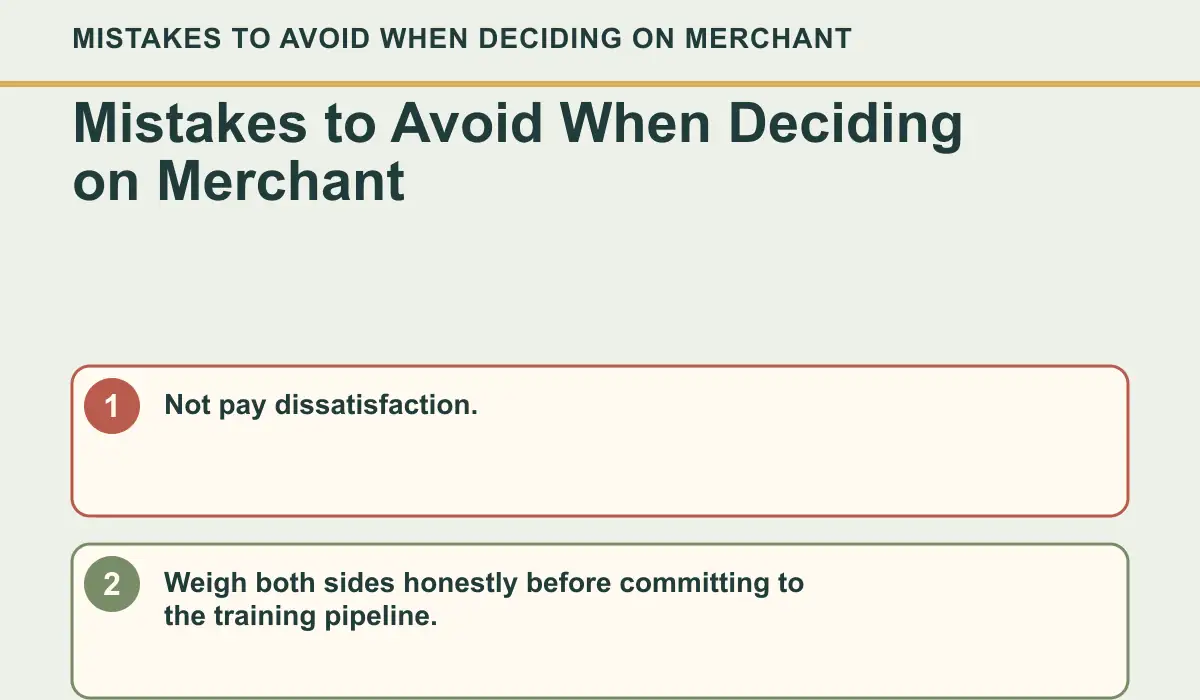 MISTAKES TO AVOID WHEN DECIDING ON MERCHANT
Mistakes to Avoid When Deciding
on Merchant
1
Not pay dissatisfaction.
2
Weigh both sides honestly before committing to
the training pipeline.